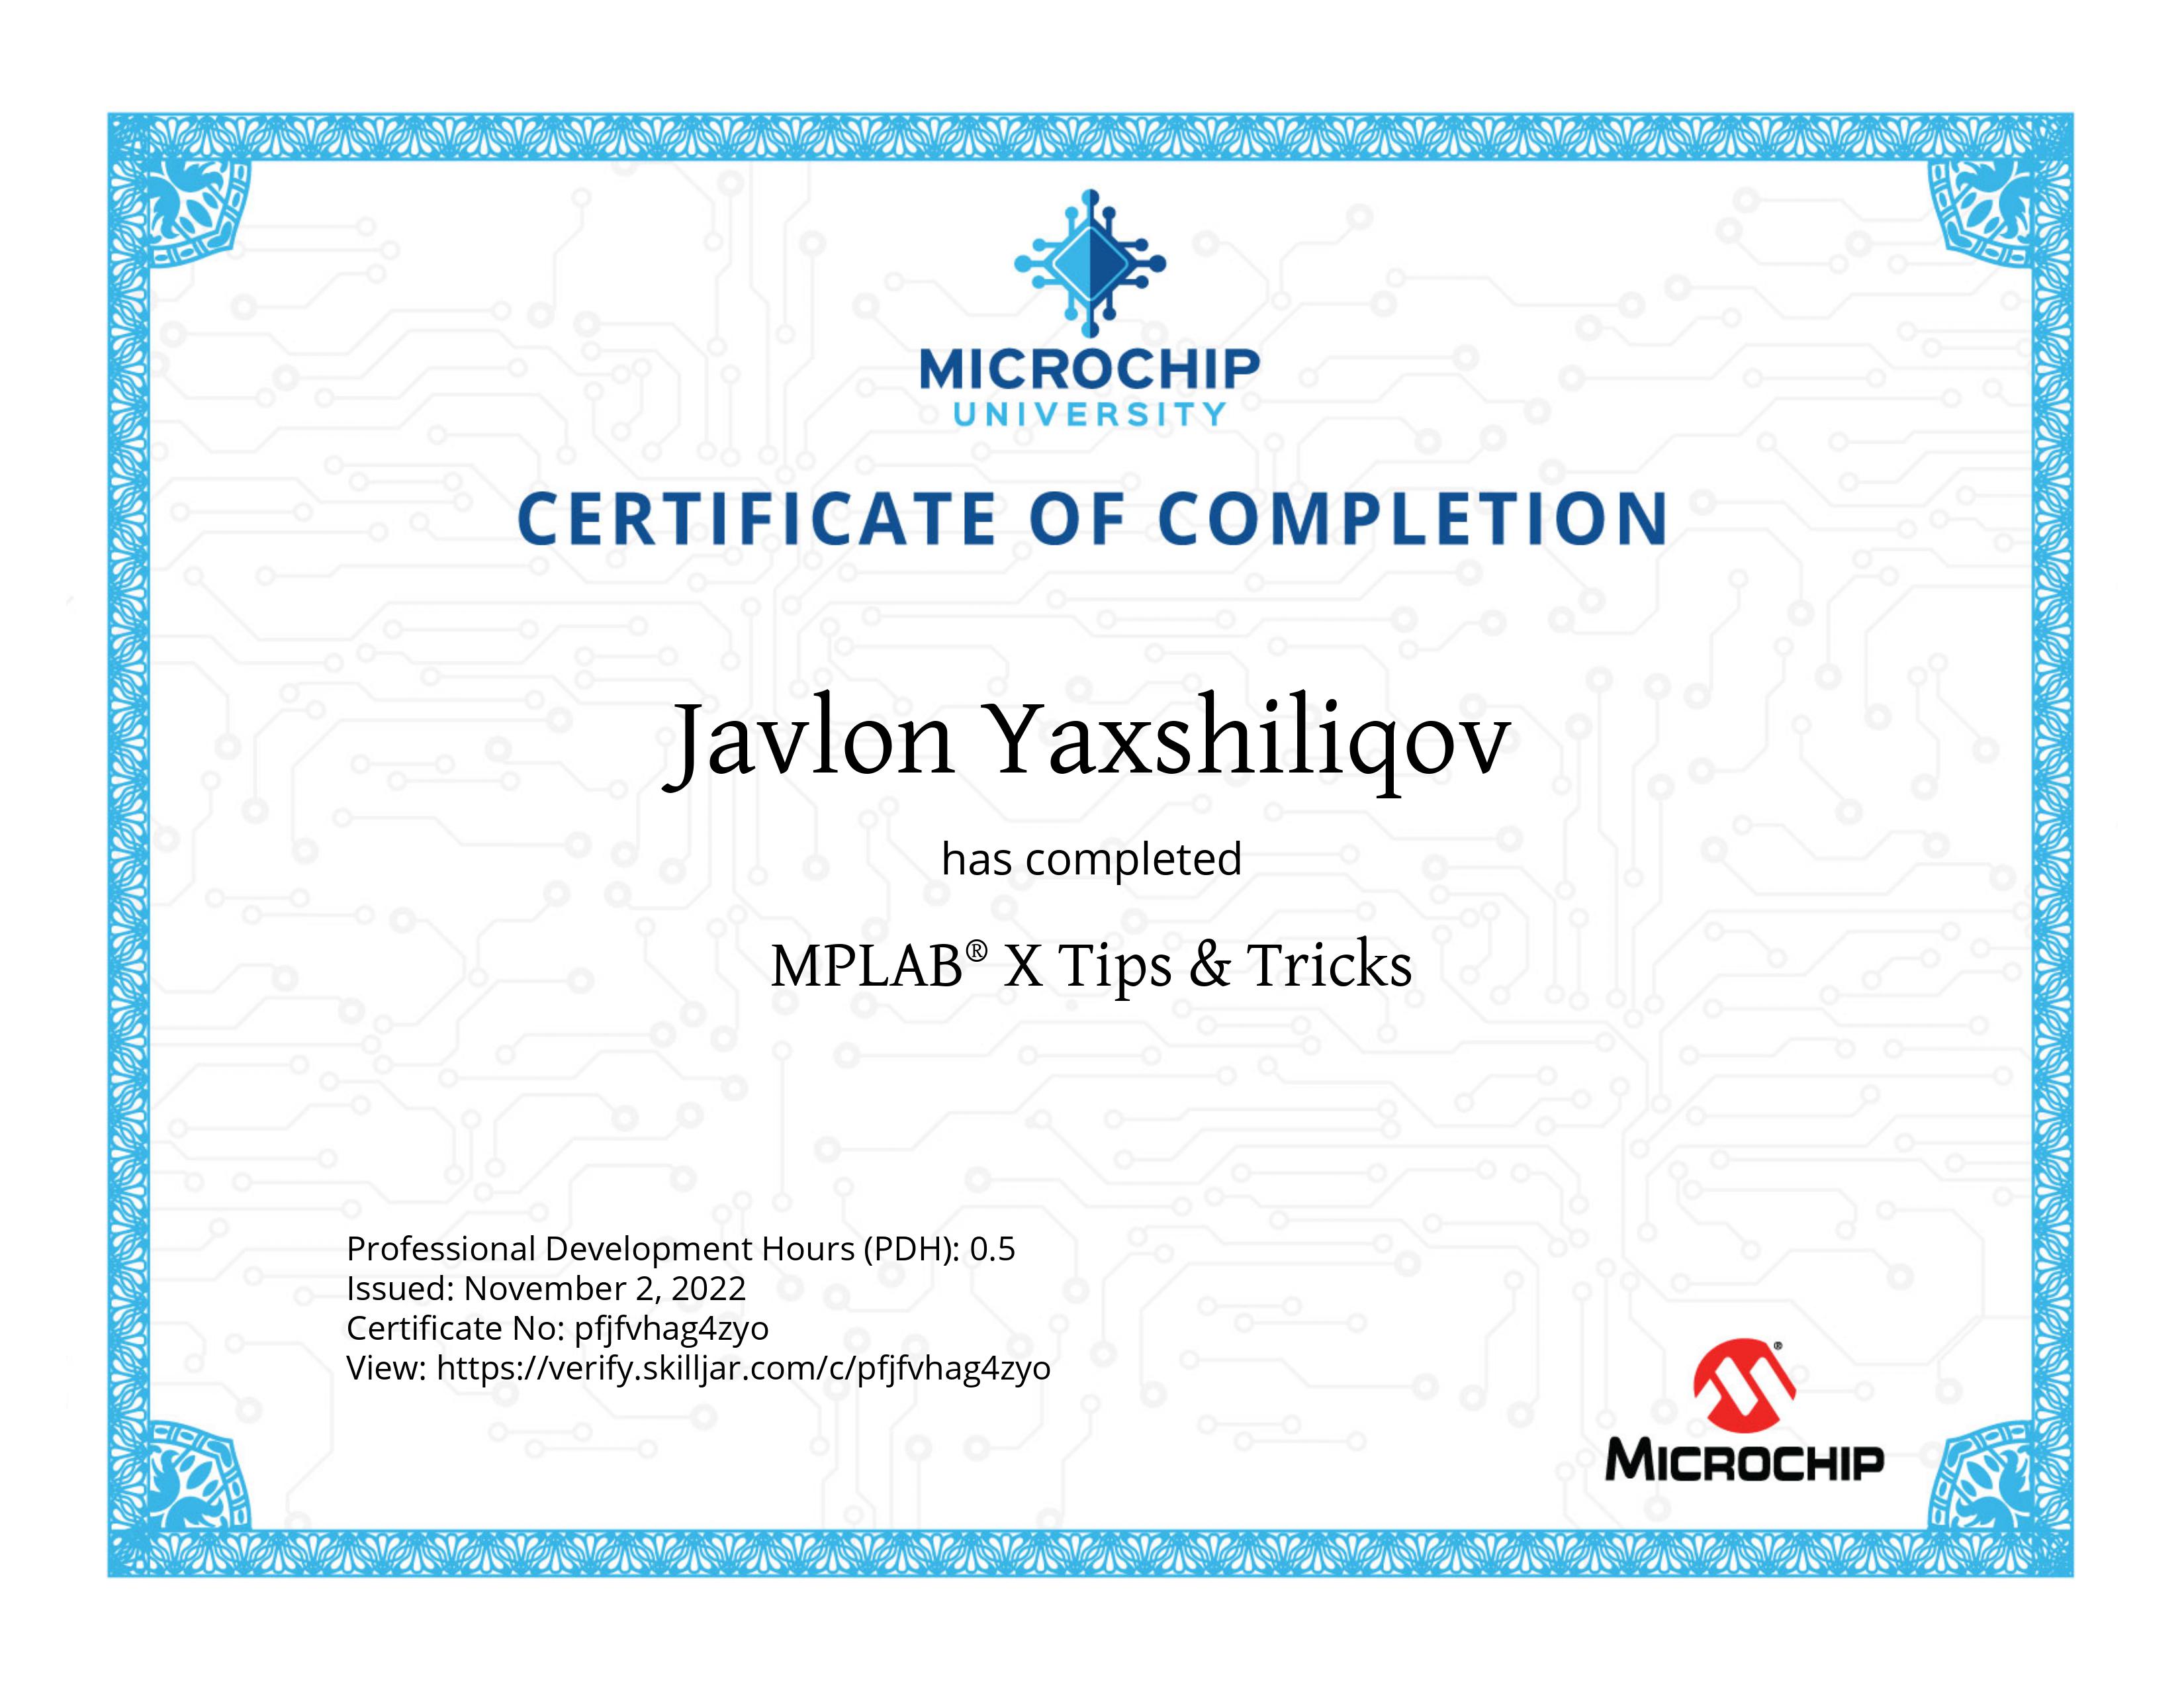 MICROCHIP
UNIVERSITY
CERTIFICATE OF COMPLETION
Javlon Yaxshiliqov
has completed
MPLAB® X Tips & Tricks
Professional Development Hours (PDH): 0.5
Issued: November 2, 2022
Certificate No: pfjfvhag4zyo
View: https://verify.skilljar.com/c/pfjfvhag4zyo
®
MICROCHIP